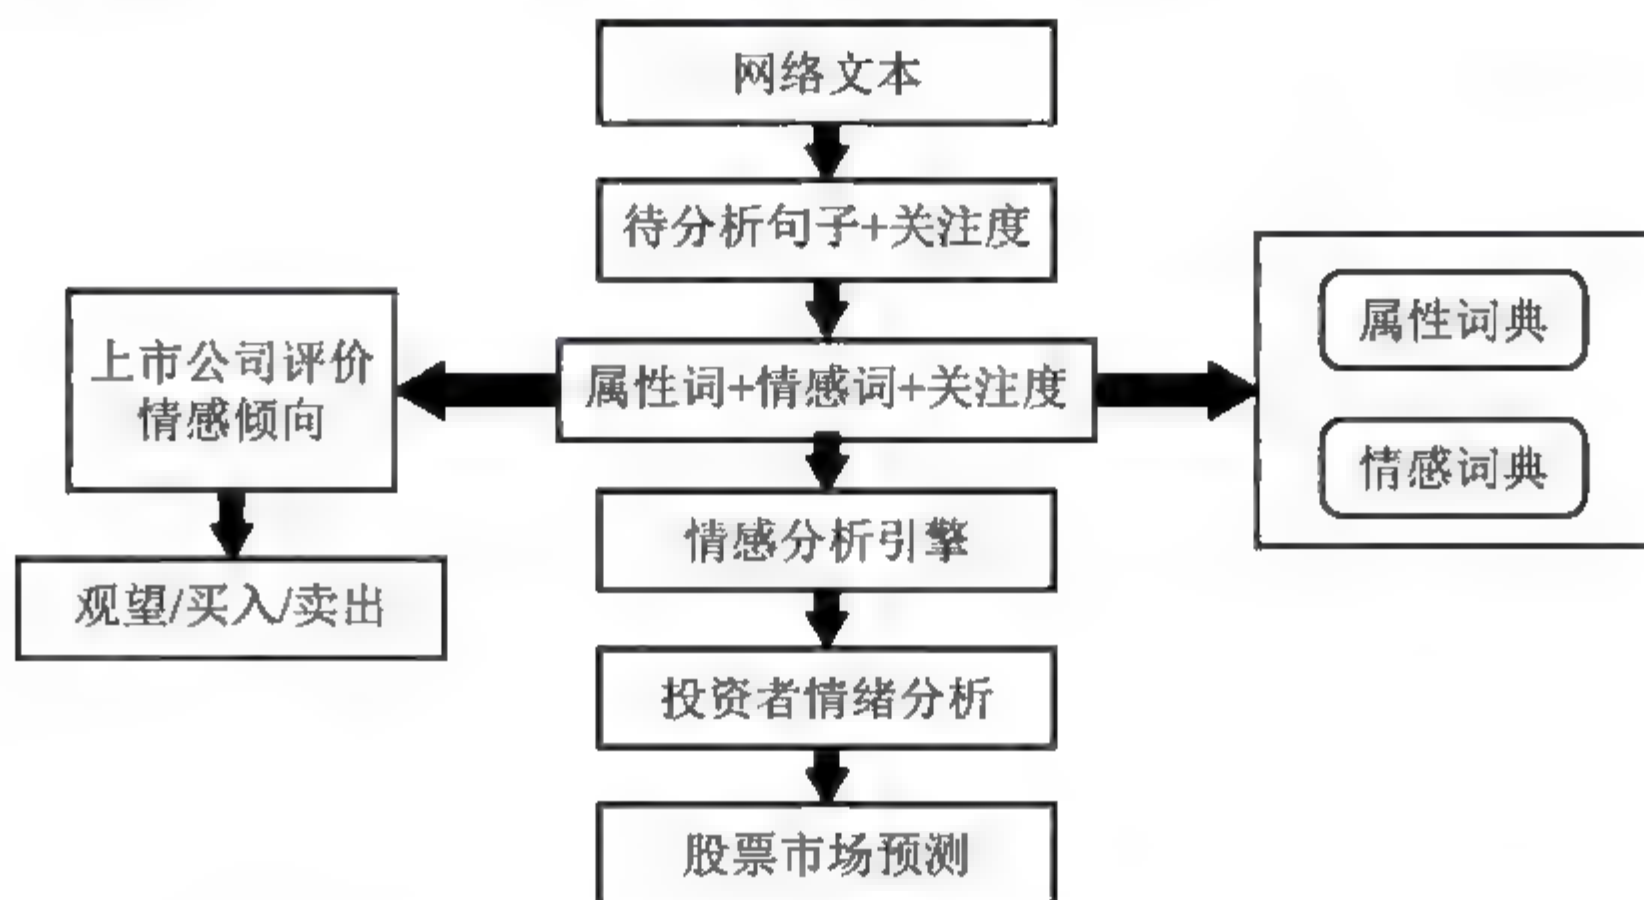 网络文本
待分析句子+关注度
属性词+情感词+关注度
上市公司评价
情感倾向
观望/买入/卖出
属性词典
情感词典
情感分析引擎
投资者情绪分析
股票市场预测